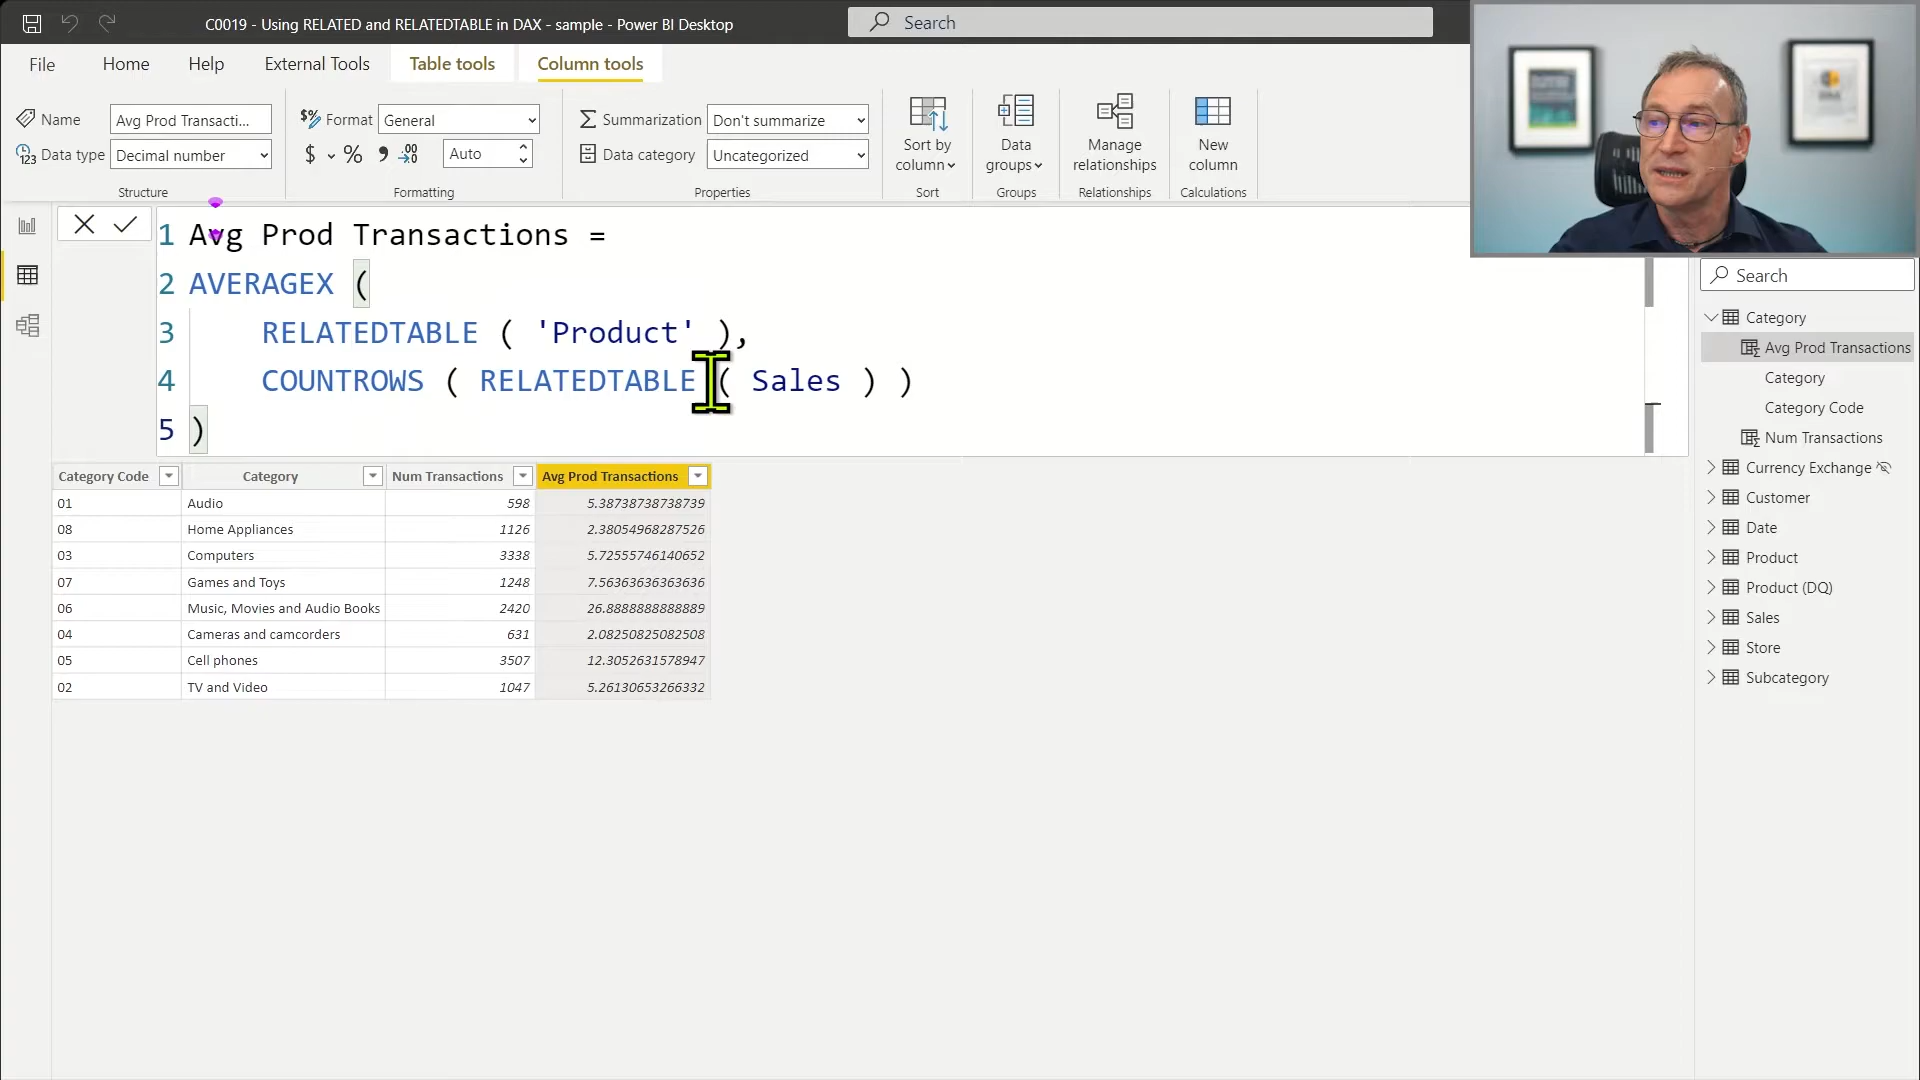 C0019 - Using RELATED and RELATEDTABLE in DAX - sample - Power BI Desktop
Search
File
Home
Help
External Tools
Table tools
Column tools
Name
Avg Prod Transacti...
Format
General
Summarization
Don't summarize
Data type
Decimal number
$ %
Auto
Data category
Uncategorized
Sort by
column
Data
groups
Manage
relationships
New
column
Structure
Formatting
Properties
Sort
Groups
Relationships
Calculations
1 Avg Prod Transactions =
2 AVERAGEX (
3 RELATEDTABLE ( 'Product' ),
4 COUNTROWS ( RELATEDTABLE ( Sales ) )
5 )
Category Code Category Num Transactions Avg Prod Transactions
01 Audio 598 5.38738738738739
08 Home Appliances 1126 2.38054968287526
03 Computers 3338 5.72555746140652
07 Games and Toys 1248 7.56363636363636
06 Music, Movies and Audio Books 2420 26.8888888888889
04 Cameras and camcorders 631 2.08250825082508
05 Cell phones 3507 12.3052631578947
02 TV and Video 1047 5.26130653266332
Search
Category
Avg Prod Transactions
Category
Category Code
Num Transactions
Currency Exchange
Customer
Date
Product
Product (DQ)
Sales
Store
Subcategory